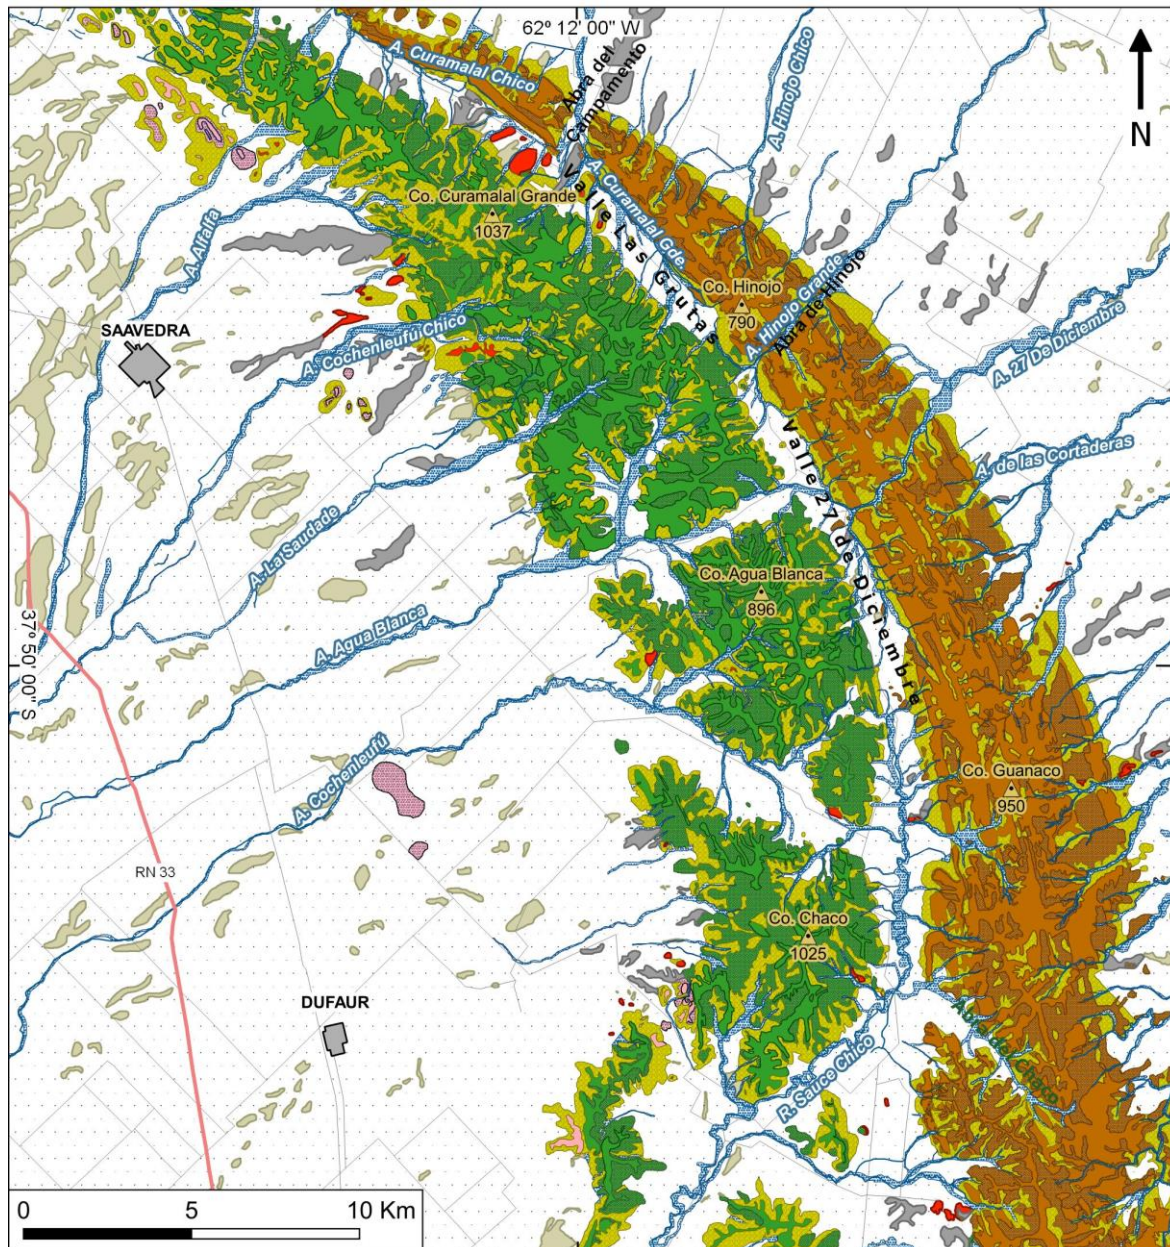 62º 12' 00" W
N
A. Curamalal Chico
Abra del
Campamento
A. Hinojo Chico
A. Curamalal Gde.
Valle Las Grutas
Co. Curamalal Grande
1037
A. Alfalfa
Co. Hinojo
790
A. Hinojo Grande
Abra de Hinojo
SAAVEDRA
A. Cochenleufú Chico
A. 27 De Diciembre
Valle 27 de Diciembre
A. de las Cortaderas
A. La Saudade
Co. Agua Blanca
896
A. Agua Blanca
37º 50' 00" S
A. Cochenleufú
Co. Guanaco
950
RN 33
Co. Chaco
1025
DUFAUR
Abra del Chaco
R. Sauce Chico
0 5 10 Km